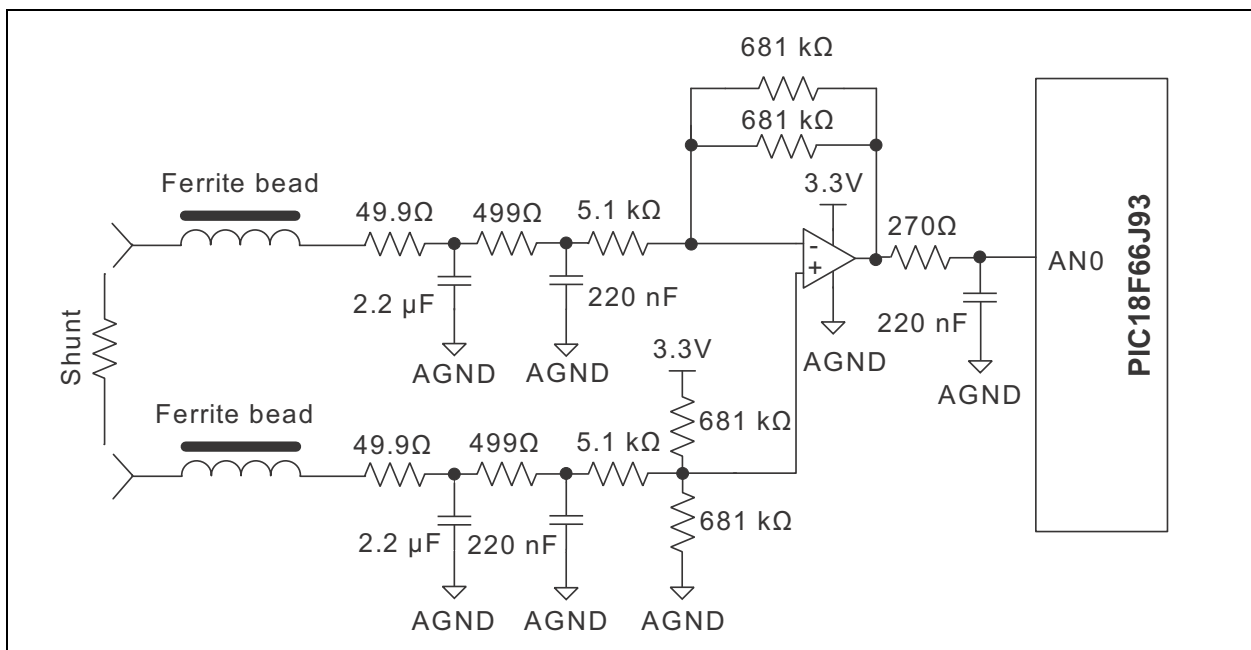 681 kΩ
681 kΩ
3.3V
Ferrite bead
49.9Ω
499Ω
5.1 kΩ
270Ω
-
+
AN0
PIC18F66J93
2.2 µF
220 nF
220 nF
AGND
AGND
AGND
AGND
3.3V
Shunt
Ferrite bead
49.9Ω
499Ω
5.1 kΩ
681 kΩ
681 kΩ
2.2 µF
220 nF
AGND
AGND
AGND